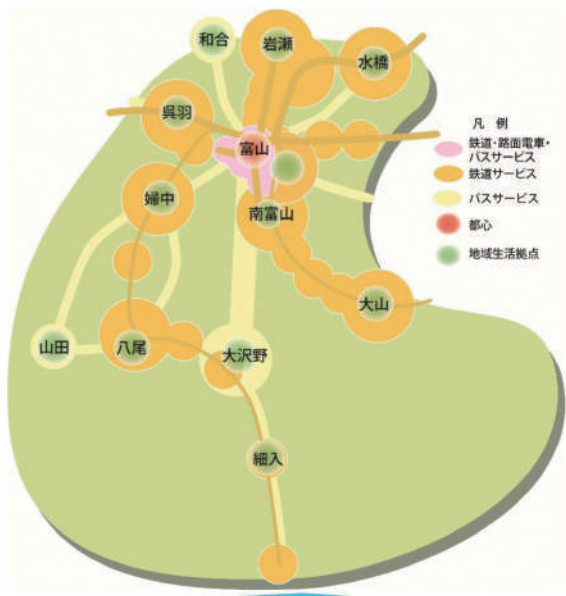 和合
岩瀬
水橋
呉羽
富山
婦中
南富山
大山
山田
八尾
大沢野
細入
凡 例
鉄道・路面電車・
バスサービス
鉄道サービス
バスサービス
都心
地域生活拠点